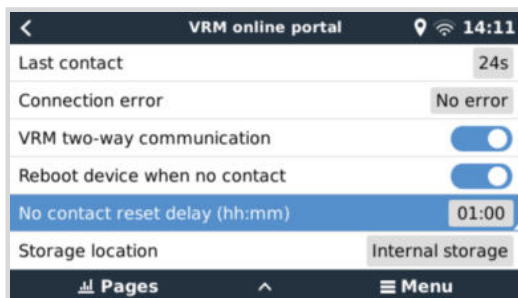 VRM online portal 14:11
Last contact 24s
Connection error No error
VRM two-way communication
Reboot device when no contact
No contact reset delay (hh:mm) 01:00
Storage location Internal storage
Pages Menu